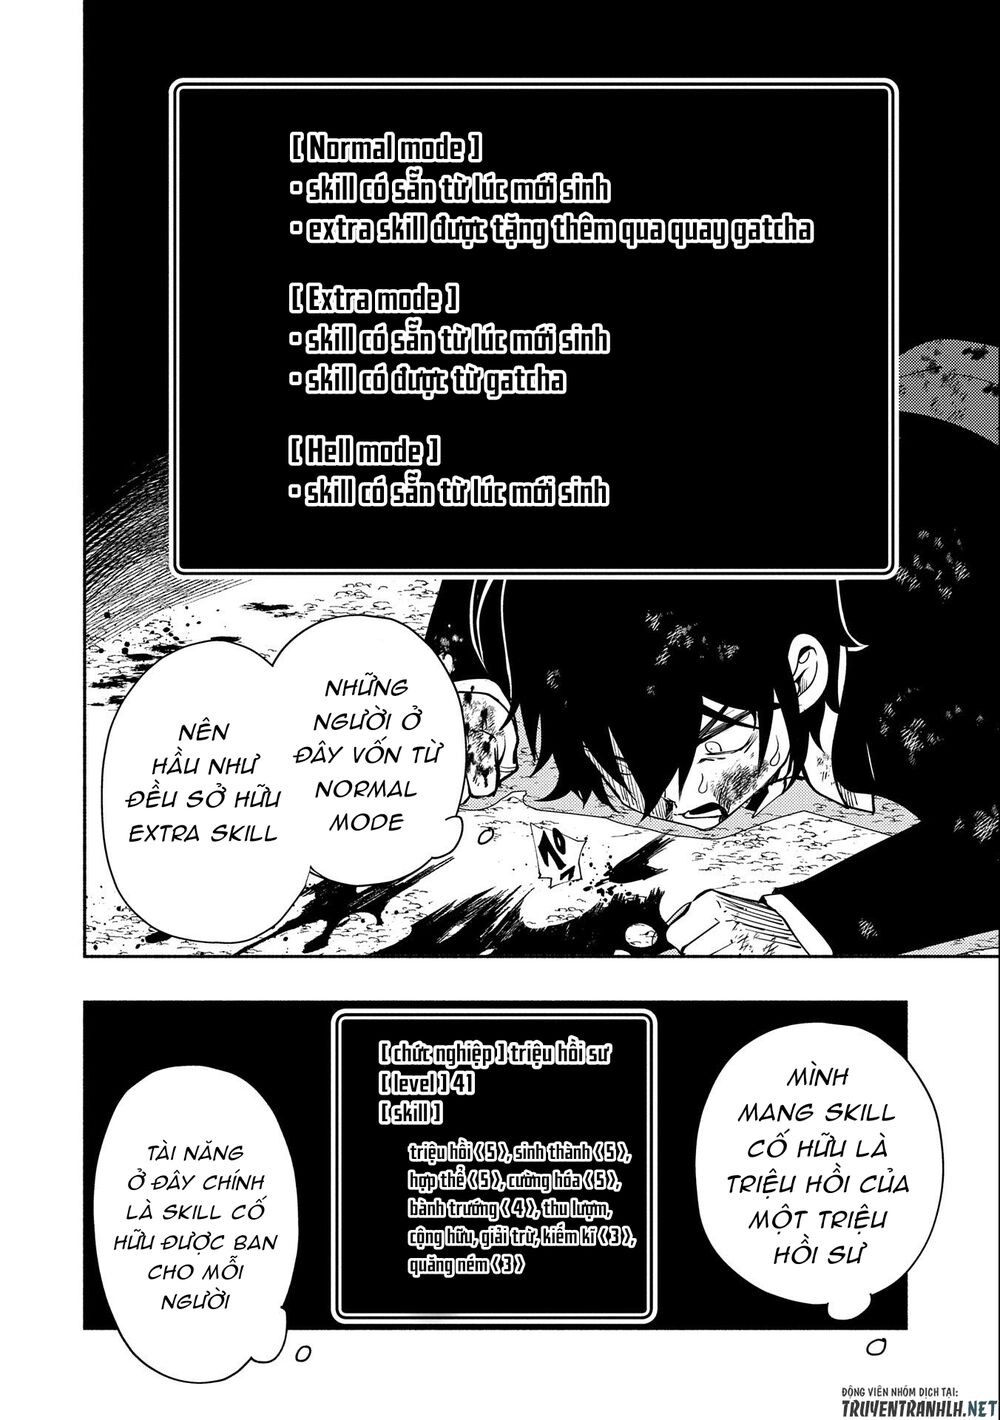 [ Normal mode ]
▫ skill có sẵn từ lúc mới sinh
▫ extra skill được tặng thêm qua quay gatcha
[ Extra mode ]
▫ skill có sẵn từ lúc mới sinh
▫ skill có được từ gatcha
[ Hell mode ]
▫ skill có sẵn từ lúc mới sinh
NHỮNG
NGƯỜI Ở
ĐÂY VỐN TỪ
NORMAL
MODE
NÊN
HẦU NHƯ
ĐỀU SỞ HỮU
EXTRA SKILL
MÌNH
MANG SKILL
CỐ HỮU LÀ
TRIỆU HỒI CỦA
MỘT TRIỆU
HỒI SƯ
[ chức nghiệp ] triệu hồi sư
[ level ] 41
[ skill ]
triệu hồi < 5 >, sinh thành < 5 >,
hợp thể < 5 >, cường hóa < 5 >,
bành trướng < 4 >, thu lượm,
cộng hữu, giải trừ, kiếm kĩ < 3 >,
quăng ném < 3 >
TÀI NĂNG
Ở ĐÂY CHÍNH
LÀ SKILL CỐ
HỮU ĐƯỢC BAN
CHO MỖI
NGƯỜI
ĐỘNG VIÊN NHÓM DỊCH TẠI:
TRUYENTRANHLH.NET